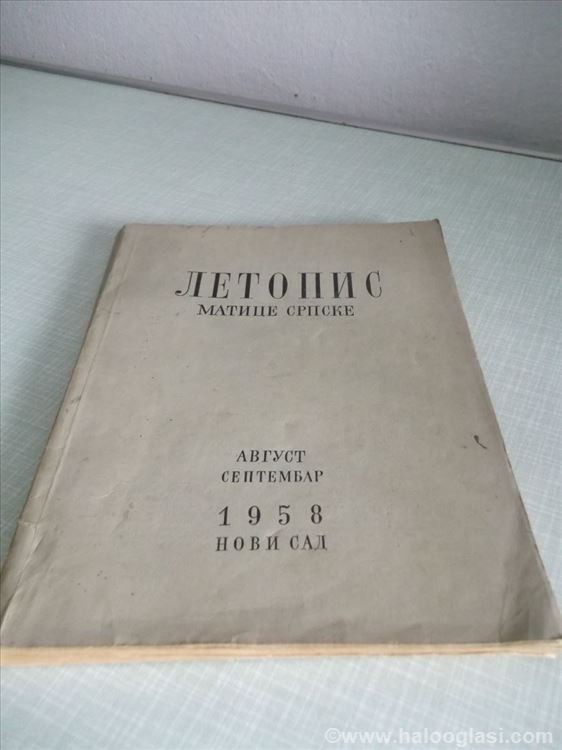 ЛЕТОПИС
МАТИЦЕ СРПСКЕ
АВГУСТ
СЕПТЕМБАР
1958
НОВИ САД
©www.halooglasi.com